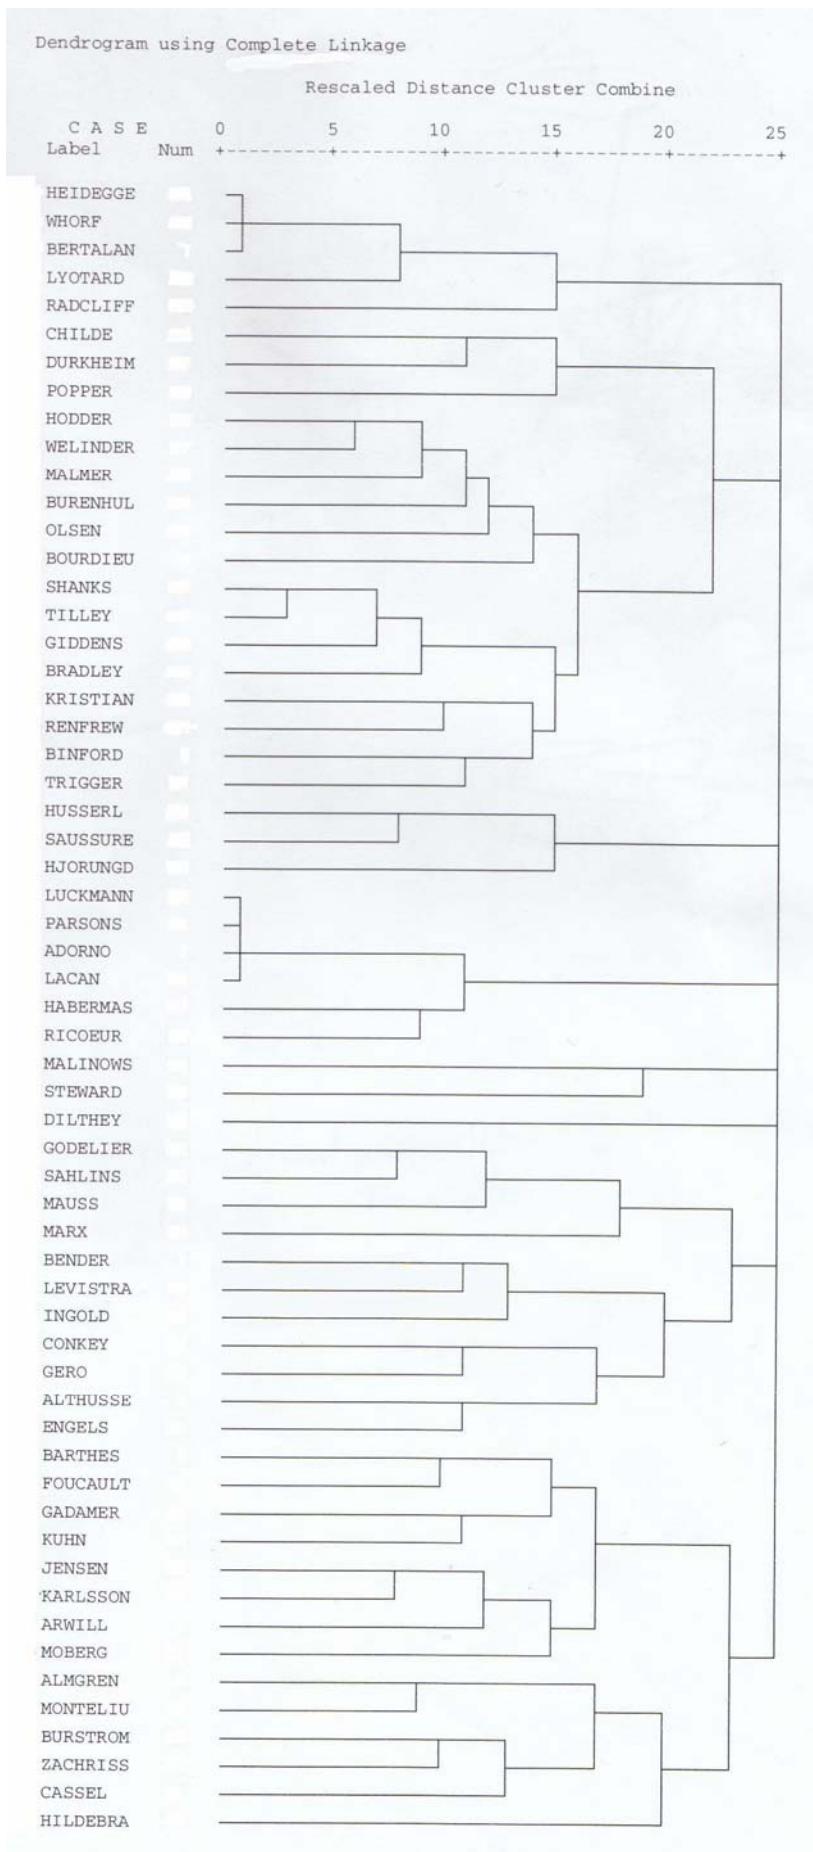 Dendrogram using Complete Linkage
Rescaled Distance Cluster Combine
C A S E 0 5 10 15 20 25
Label Num +---------+---------+---------+---------+---------+
HEIDEGGE
WHORF
BERTALAN
LYOTARD
RADCLIFF
CHILDE
DURKHEIM
POPPER
HODDER
WELINDER
MALMER
BURENHUL
OLSEN
BOURDIEU
SHANKS
TILLEY
GIDDENS
BRADLEY
KRISTIAN
RENFREW
BINFORD
TRIGGER
HUSSERL
SAUSSURE
HJORUNGD
LUCKMANN
PARSONS
ADORNO
LACAN
HABERMAS
RICOEUR
MALINOWS
STEWARD
DILTHEY
GODELIER
SAHLINS
MAUSS
MARX
BENDER
LEVISTRA
INGOLD
CONKEY
GERO
ALTHUSSE
ENGELS
BARTHES
FOUCAULT
GADAMER
KUHN
JENSEN
KARLSSON
ARWILL
MOBERG
ALMGREN
MONTELIU
BURSTROM
ZACHRISS
CASSEL
HILDEBRA